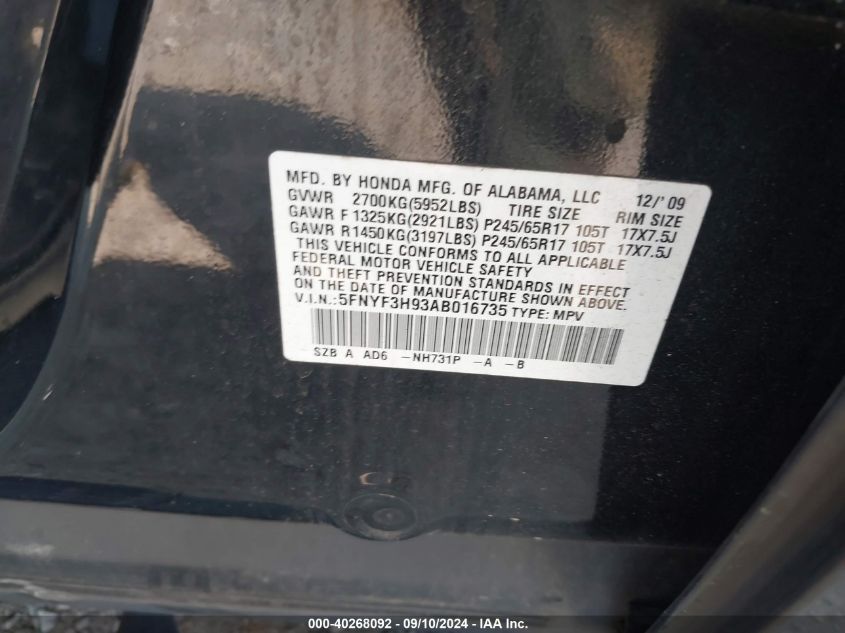 MFD. BY HONDA MFG. OF ALABAMA, LLC 12/'09
GVWR 2700KG(5952LBS) TIRE SIZE RIM SIZE
GAWR F 1325KG(2921LBS) P245/65R17 105T 17X7.5J
GAWR R1450KG(3197LBS) P245/65R17 105T 17X7.5J
THIS VEHICLE CONFORMS TO ALL APPLICABLE
FEDERAL MOTOR VEHICLE SAFETY
AND THEFT PREVENTION STANDARDS IN EFFECT
ON THE DATE OF MANUFACTURE SHOWN ABOVE.
V.I.N.:5FNYF3H93AB016735 TYPE: MPV
SZB A AD6 -NH731P -A -B
000-40268092 - 09/10/2024 - IAA Inc.